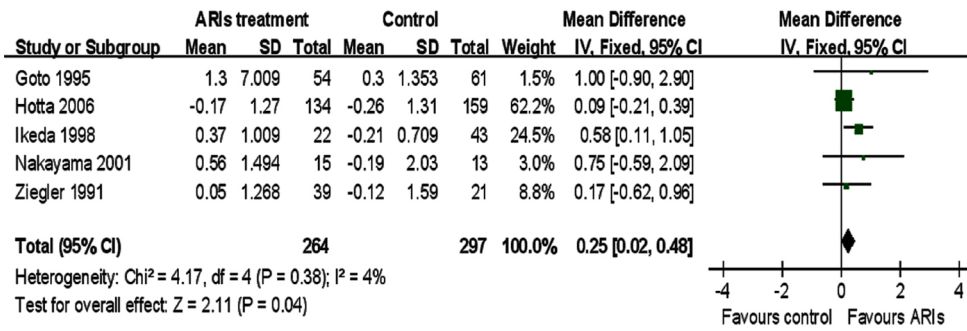 ARIs treatment Control Mean Difference Mean Difference
Study or Subgroup Mean SD Total Mean SD Total Weight IV, Fixed, 95% CI IV, Fixed, 95% CI
Goto 1995 1.3 7.009 54 0.3 1.353 61 1.5% 1.00 [-0.90, 2.90]
Hotta 2006 -0.17 1.27 134 -0.26 1.31 159 62.2% 0.09 [-0.21, 0.39]
Ikeda 1998 0.37 1.009 22 -0.21 0.709 43 24.5% 0.58 [0.11, 1.05]
Nakayama 2001 0.56 1.494 15 -0.19 2.03 13 3.0% 0.75 [-0.59, 2.09]
Ziegler 1991 0.05 1.268 39 -0.12 1.59 21 8.8% 0.17 [-0.62, 0.96]
Total (95% CI) 264 297 100.0% 0.25 [0.02, 0.48]
Heterogeneity: Chi² = 4.17, df = 4 (P = 0.38); I² = 4%
Test for overall effect: Z = 2.11 (P = 0.04)
-4 -2 0 2 4
Favours control Favours ARIs